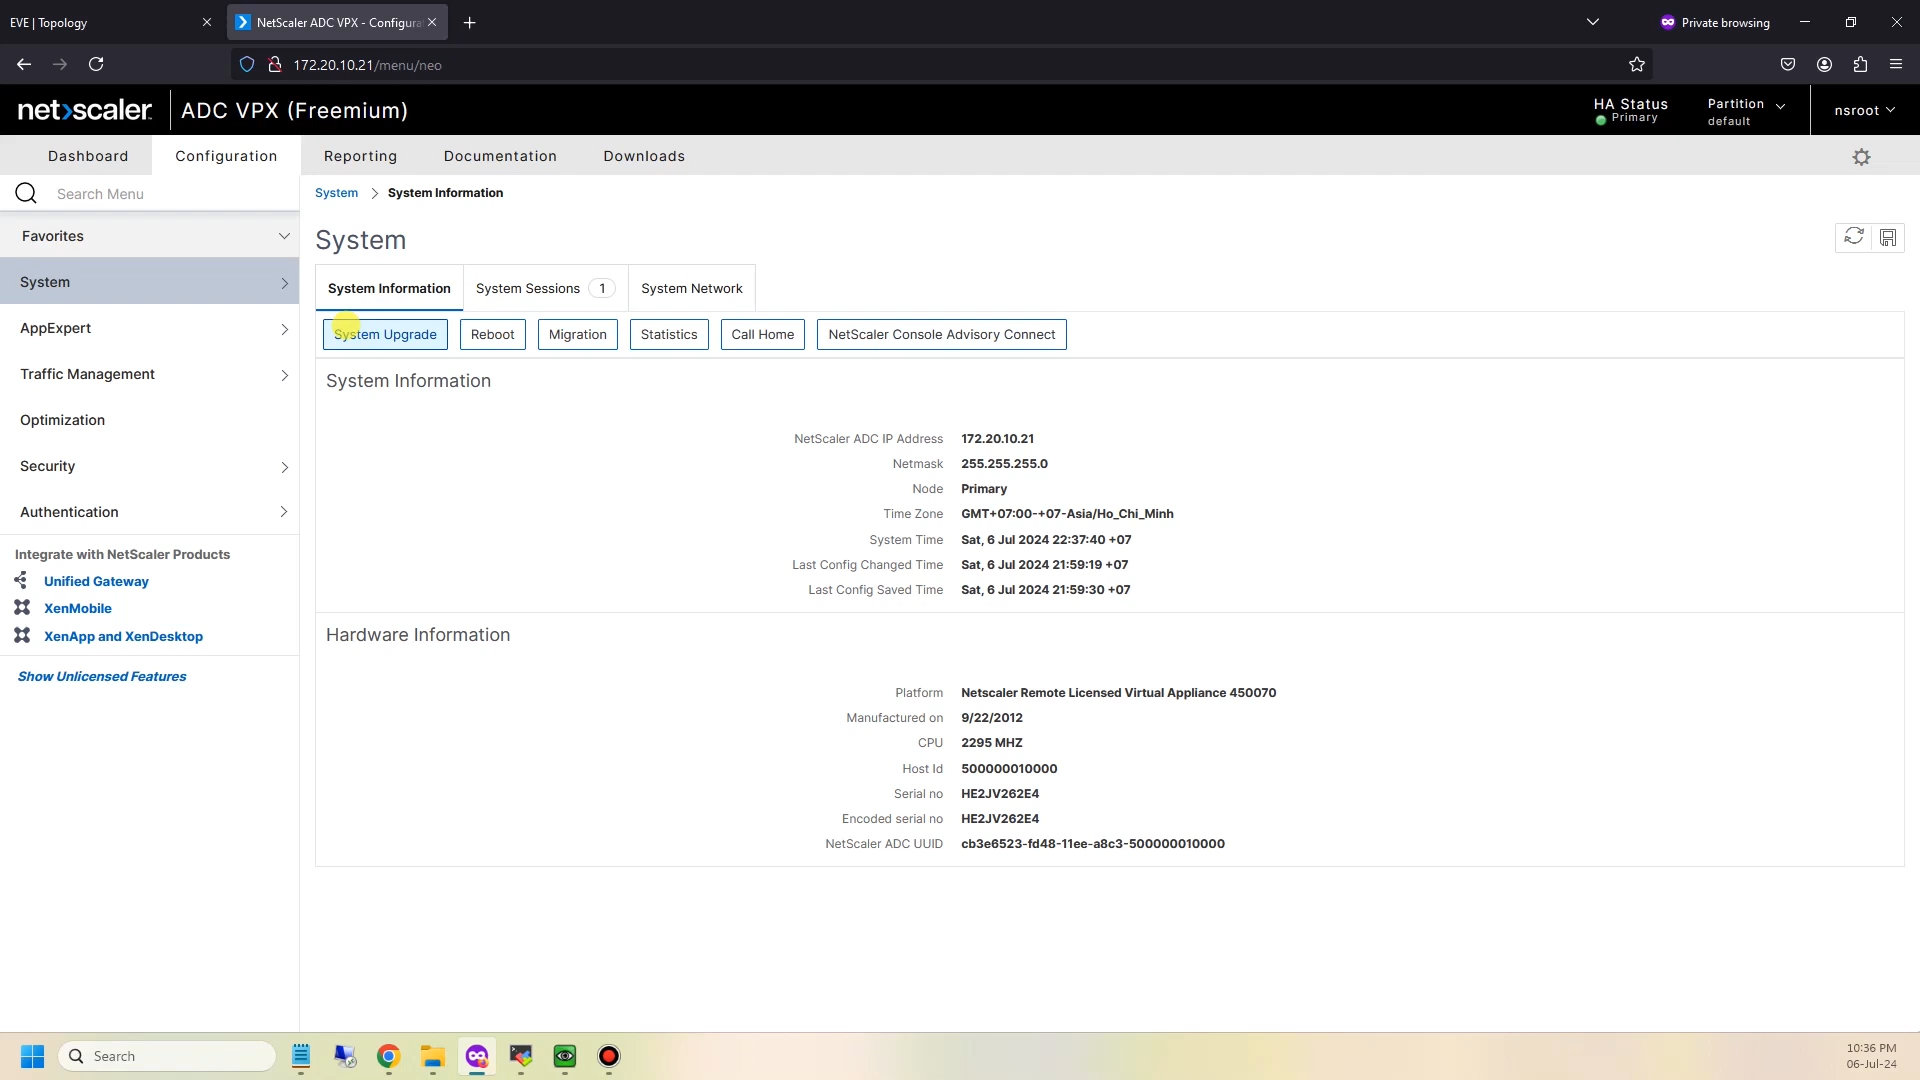 EVE | Topology
NetScaler ADC VPX - Configura
Private browsing
172.20.10.21/menu/neo
net>scaler
ADC VPX (Freemium)
HA Status
Primary
Partition
default
nsroot
Dashboard
Configuration
Reporting
Documentation
Downloads
Search Menu
System
System Information
Favorites
System
AppExpert
Traffic Management
Optimization
Security
Authentication
Integrate with NetScaler Products
Unified Gateway
XenMobile
XenApp and XenDesktop
Show Unlicensed Features
System
System Information
System Sessions 1
System Network
System Upgrade
Reboot
Migration
Statistics
Call Home
NetScaler Console Advisory Connect
System Information
NetScaler ADC IP Address 172.20.10.21
Netmask 255.255.255.0
Node Primary
Time Zone GMT+07:00-+07-Asia/Ho_Chi_Minh
System Time Sat, 6 Jul 2024 22:37:40 +07
Last Config Changed Time Sat, 6 Jul 2024 21:59:19 +07
Last Config Saved Time Sat, 6 Jul 2024 21:59:30 +07
Hardware Information
Platform Netscaler Remote Licensed Virtual Appliance 450070
Manufactured on 9/22/2012
CPU 2295 MHZ
Host Id 500000010000
Serial no HE2JV262E4
Encoded serial no HE2JV262E4
NetScaler ADC UUID cb3e6523-fd48-11ee-a8c3-500000010000
Search
10:36 PM
06-Jul-24